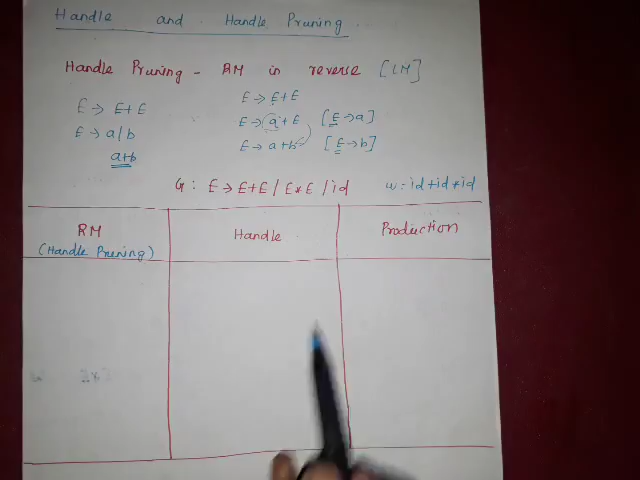 Handle and Handle Pruning
Handle Pruning - RM in reverse [LM]
E → E+E
E → a/b
a+b
E → E+E
E → a+E [E→a]
E → a+b [E→b]
G: E → E+E / E*E / id w: id+id*id
RM
(Handle Pruning)
Handle
Production